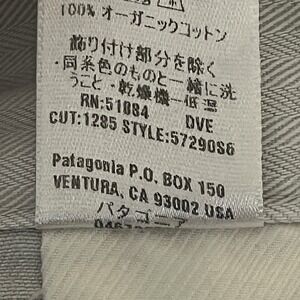 100% オーガニックコットン
飾り付け部分を除く
・同系色のものと一緒に洗
うこと・乾燥機ー低温
RN:51084 DVE
CUT:1285 STYLE:57290S6
Patagonia P.O. BOX 150
VENTURA, CA 93002 USA
パタゴニア